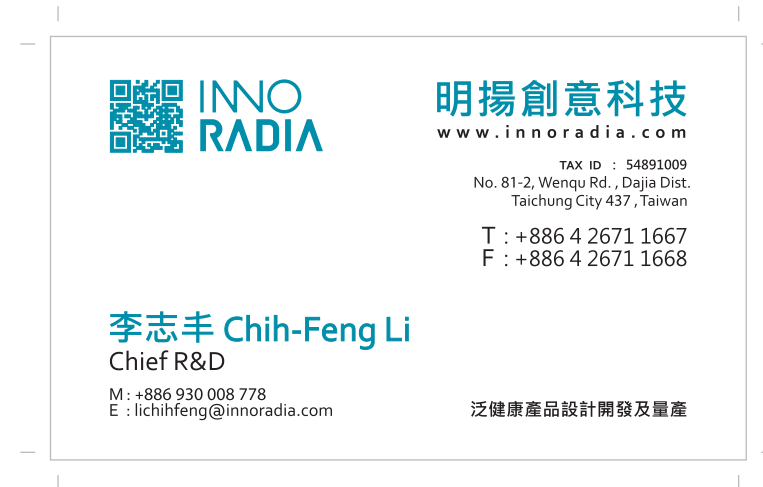 INNO
RADIA
明揚創意科技
www.innoradia.com
TAX ID : 54891009
No. 81-2, Wenqu Rd. , Dajia Dist.
Taichung City 437 , Taiwan
T : +886 4 2671 1667
F : +886 4 2671 1668
李志丰 Chih-Feng Li
Chief R&D
M : +886 930 008 778
E : lichihfeng@innoradia.com
泛健康產品設計開發及量產